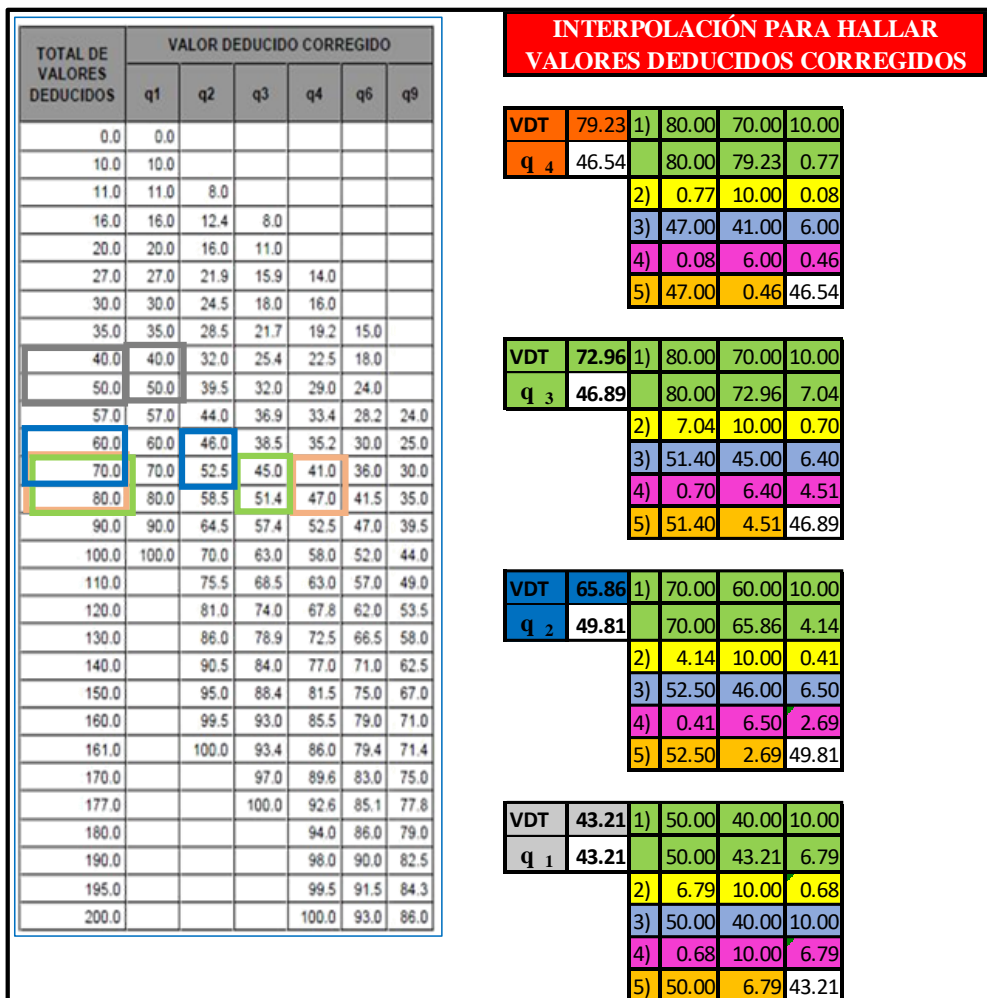 TOTAL DE VALORES DEDUCIDOS VALOR DEDUCIDO CORREGIDO
q1 q2 q3 q4 q6 q9
0.0 0.0
10.0 10.0
11.0 11.0 8.0
16.0 16.0 12.4 8.0
20.0 20.0 16.0 11.0
27.0 27.0 21.9 15.9 14.0
30.0 30.0 24.5 18.0 16.0
35.0 35.0 28.5 21.7 19.2 15.0
40.0 40.0 32.0 25.4 22.5 18.0
50.0 50.0 39.5 32.0 29.0 24.0
57.0 57.0 44.0 36.9 33.4 28.2 24.0
60.0 60.0 46.0 38.5 35.2 30.0 25.0
70.0 70.0 52.5 45.0 41.0 36.0 30.0
80.0 80.0 58.5 51.4 47.0 41.5 35.0
90.0 90.0 64.5 57.4 52.5 47.0 39.5
100.0 100.0 70.0 63.0 58.0 52.0 44.0
110.0 75.5 68.5 63.0 57.0 49.0
120.0 81.0 74.0 67.8 62.0 53.5
130.0 86.0 78.9 72.5 66.5 58.0
140.0 90.5 84.0 77.0 71.0 62.5
150.0 95.0 88.4 81.5 75.0 67.0
160.0 99.5 93.0 85.5 79.0 71.0
161.0 100.0 93.4 86.0 79.4 71.4
170.0 97.0 89.6 83.0 75.0
177.0 100.0 92.6 85.1 77.8
180.0 94.0 86.0 79.0
190.0 98.0 90.0 82.5
195.0 99.5 91.5 84.3
200.0 100.0 93.0 86.0
INTERPOLACIÓN PARA HALLAR
VALORES DEDUCIDOS CORREGIDOS
VDT 79.23 1) 80.00 70.00 10.00
q 4 46.54 80.00 79.23 0.77
2) 0.77 10.00 0.08
3) 47.00 41.00 6.00
4) 0.08 6.00 0.46
5) 47.00 0.46 46.54
VDT 72.96 1) 80.00 70.00 10.00
q 3 46.89 80.00 72.96 7.04
2) 7.04 10.00 0.70
3) 51.40 45.00 6.40
4) 0.70 6.40 4.51
5) 51.40 4.51 46.89
VDT 65.86 1) 70.00 60.00 10.00
q 2 49.81 70.00 65.86 4.14
2) 4.14 10.00 0.41
3) 52.50 46.00 6.50
4) 0.41 6.50 2.69
5) 52.50 2.69 49.81
VDT 43.21 1) 50.00 40.00 10.00
q 1 43.21 50.00 43.21 6.79
2) 6.79 10.00 0.68
3) 50.00 40.00 10.00
4) 0.68 10.00 6.79
5) 50.00 6.79 43.21